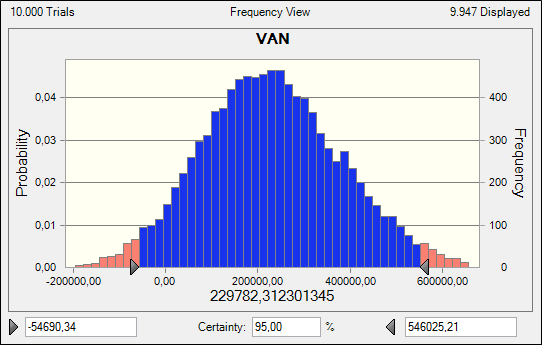 10.000 Trials Frequency View 9.947 Displayed
VAN
0,04 400
0,03 300
0,02 200
0,01 100
0,00 0
Probability
Frequency
-200000,00 0,00 200000,00 400000,00 600000,00
229782,312301345
-54690,34 Certainty: 95,00 % 546025,21